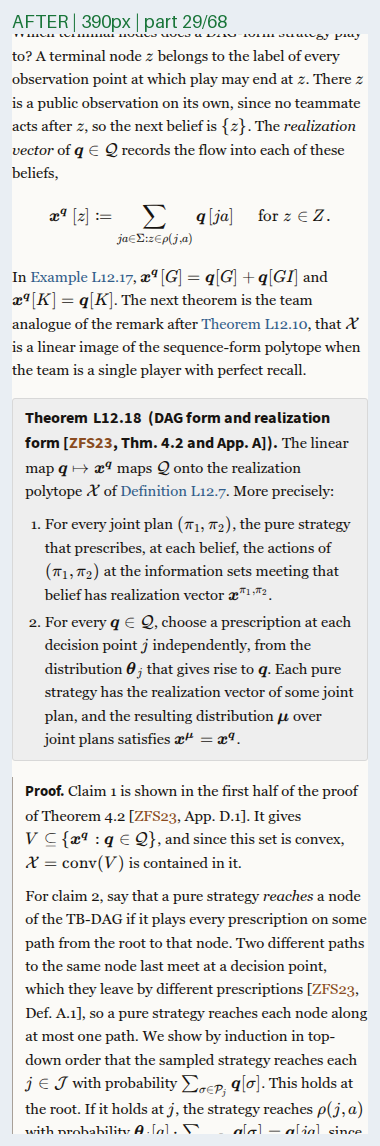 AFTER | 390px | part 29/68
Which terminal nodes does a DAG-form strategy play
to? A terminal node z belongs to the label of every
observation point at which play may end at z. There z
is a public observation on its own, since no teammate
acts after z, so the next belief is {z}. The realization
vector of q ∈ Q records the flow into each of these
beliefs,
x^q [z] := ∑_{ja∈Σ:z∈ρ(j,a)} q[ja] for z ∈ Z.
In Example L12.17, x^q[G] = q[G] + q[GI] and
x^q[K] = q[K]. The next theorem is the team
analogue of the remark after Theorem L12.10, that X
is a linear image of the sequence-form polytope when
the team is a single player with perfect recall.
Theorem L12.18 (DAG form and realization
form [ZFS23, Thm. 4.2 and App. A]). The linear
map q ↦ x^q maps Q onto the realization
polytope X of Definition L12.7. More precisely:
1. For every joint plan (π₁, π₂), the pure strategy
that prescribes, at each belief, the actions of
(π₁, π₂) at the information sets meeting that
belief has realization vector x^{π₁,π₂}.
2. For every q ∈ Q, choose a prescription at each
decision point j independently, from the
distribution θ_j that gives rise to q. Each pure
strategy has the realization vector of some joint
plan, and the resulting distribution μ over
joint plans satisfies x^μ = x^q.
Proof. Claim 1 is shown in the first half of the proof
of Theorem 4.2 [ZFS23, App. D.1]. It gives
V ⊆ {x^q : q ∈ Q}, and since this set is convex,
X = conv(V) is contained in it.
For claim 2, say that a pure strategy reaches a node
of the TB-DAG if it plays every prescription on some
path from the root to that node. Two different paths
to the same node last meet at a decision point,
which they leave by different prescriptions [ZFS23,
Def. A.1], so a pure strategy reaches each node along
at most one path. We show by induction in top-
down order that the sampled strategy reaches each
j ∈ J with probability ∑_{σ∈P_j} q[σ]. This holds at
the root. If it holds at j, the strategy reaches ρ(j, a)
with probability θ_j[a] · ∑ q[σ] = q[ja], since